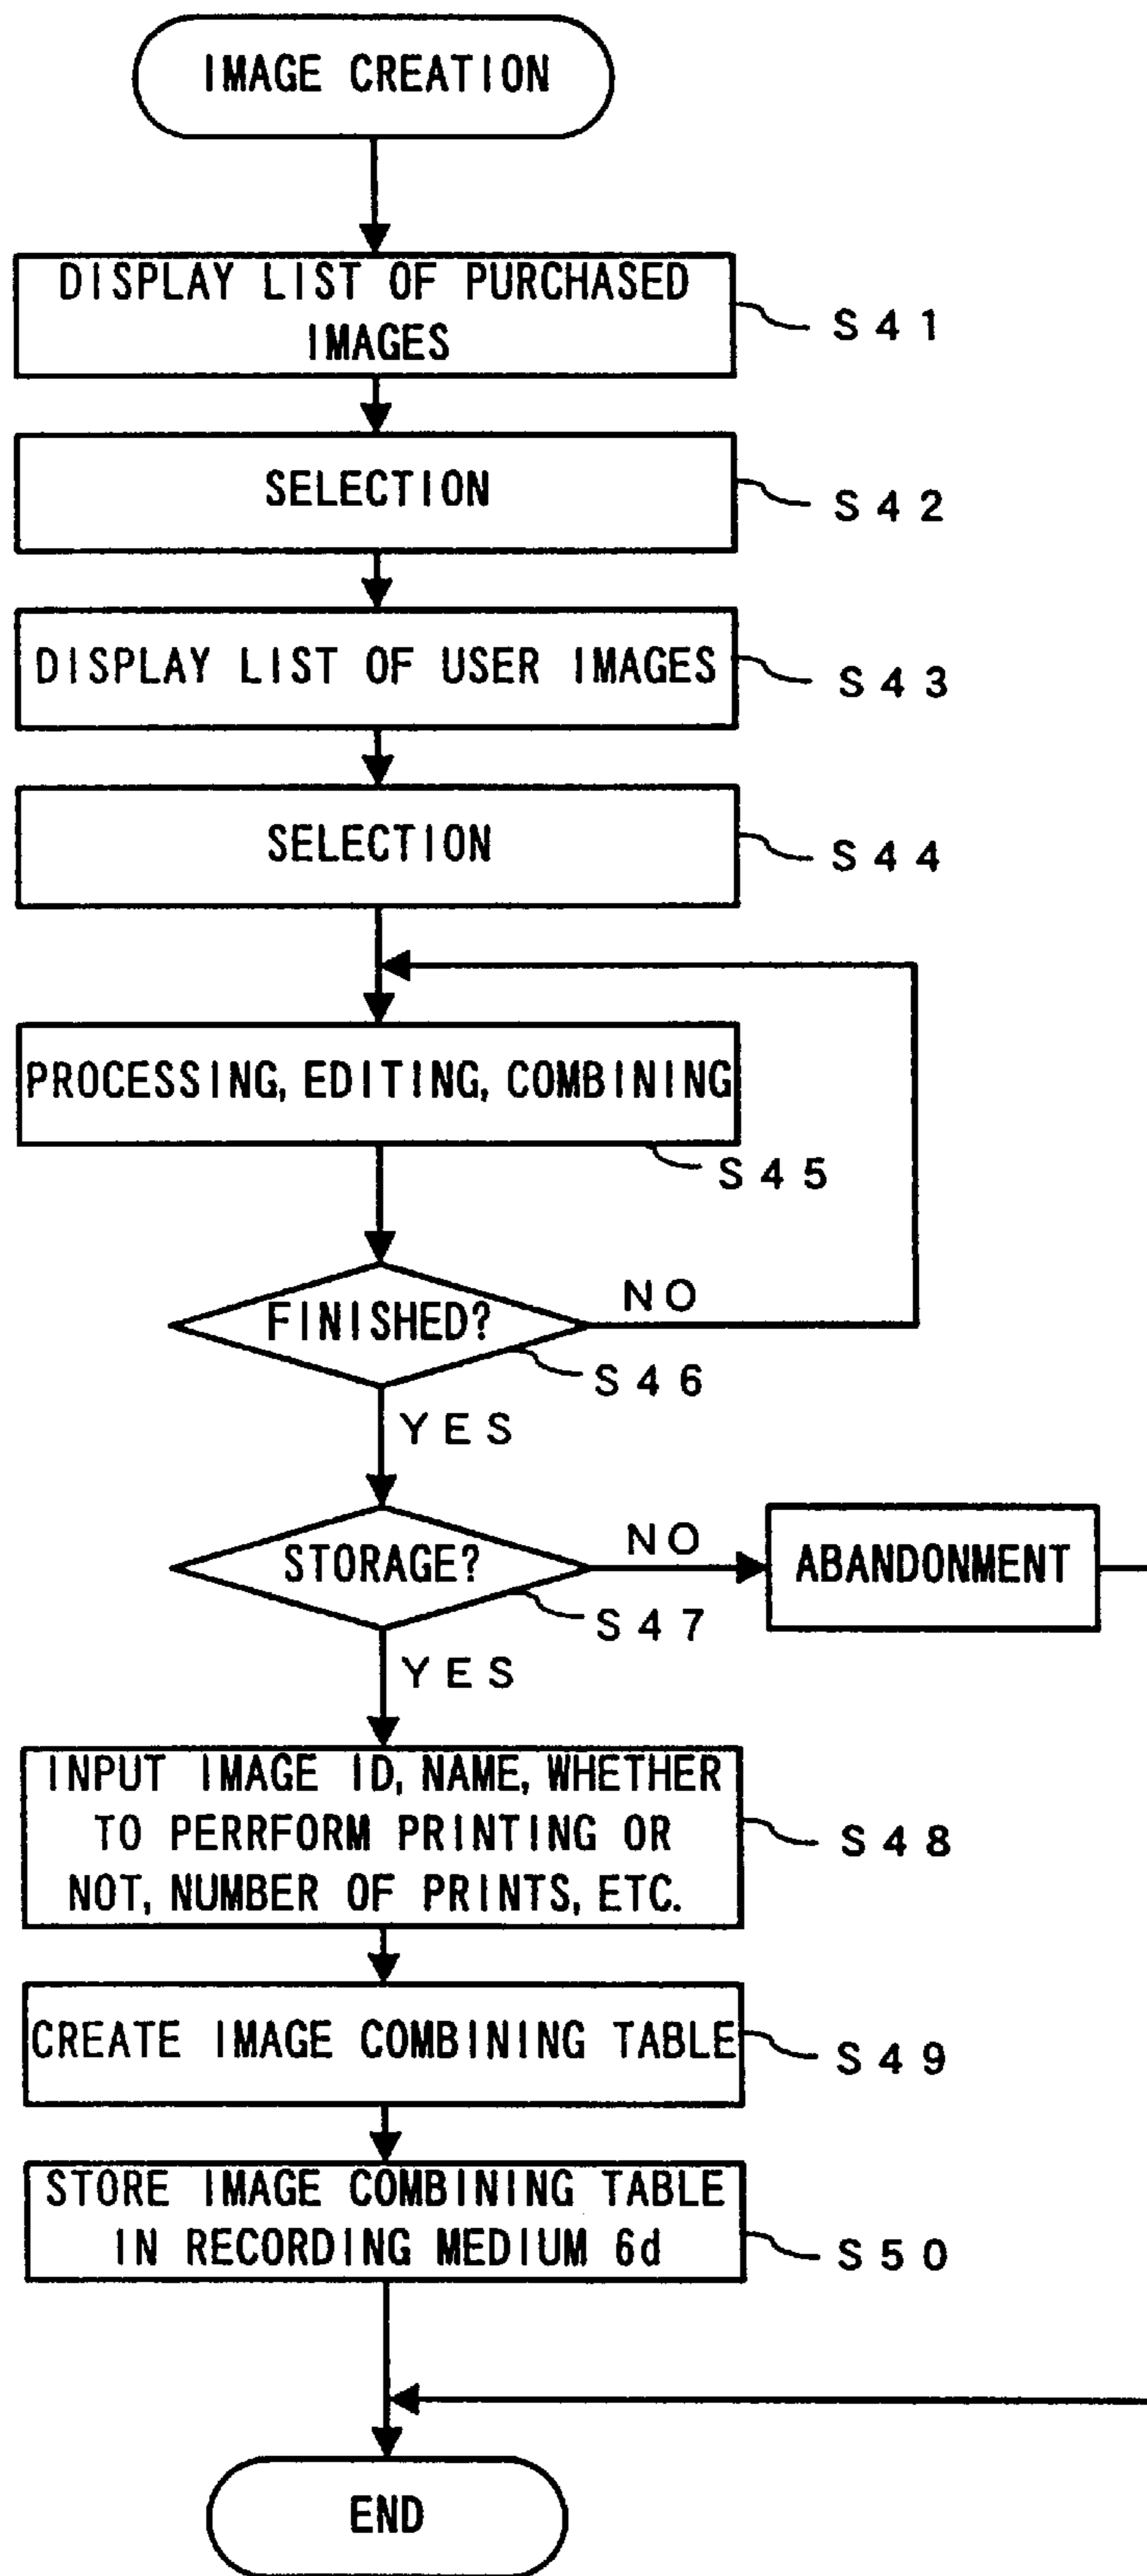 IMAGE CREATION
DISPLAY LIST OF PURCHASED
IMAGES
S41
SELECTION
S42
DISPLAY LIST OF USER IMAGES
S43
SELECTION
S44
PROCESSING, EDITING, COMBINING
S45
FINISHED?
NO
S46
YES
STORAGE?
NO
ABANDONMENT
S47
YES
INPUT IMAGE ID, NAME, WHETHER
TO PERRFORM PRINTING OR
NOT, NUMBER OF PRINTS, ETC.
S48
CREATE IMAGE COMBINING TABLE
S49
STORE IMAGE COMBINING TABLE
IN RECORDING MEDIUM 6d
S50
END